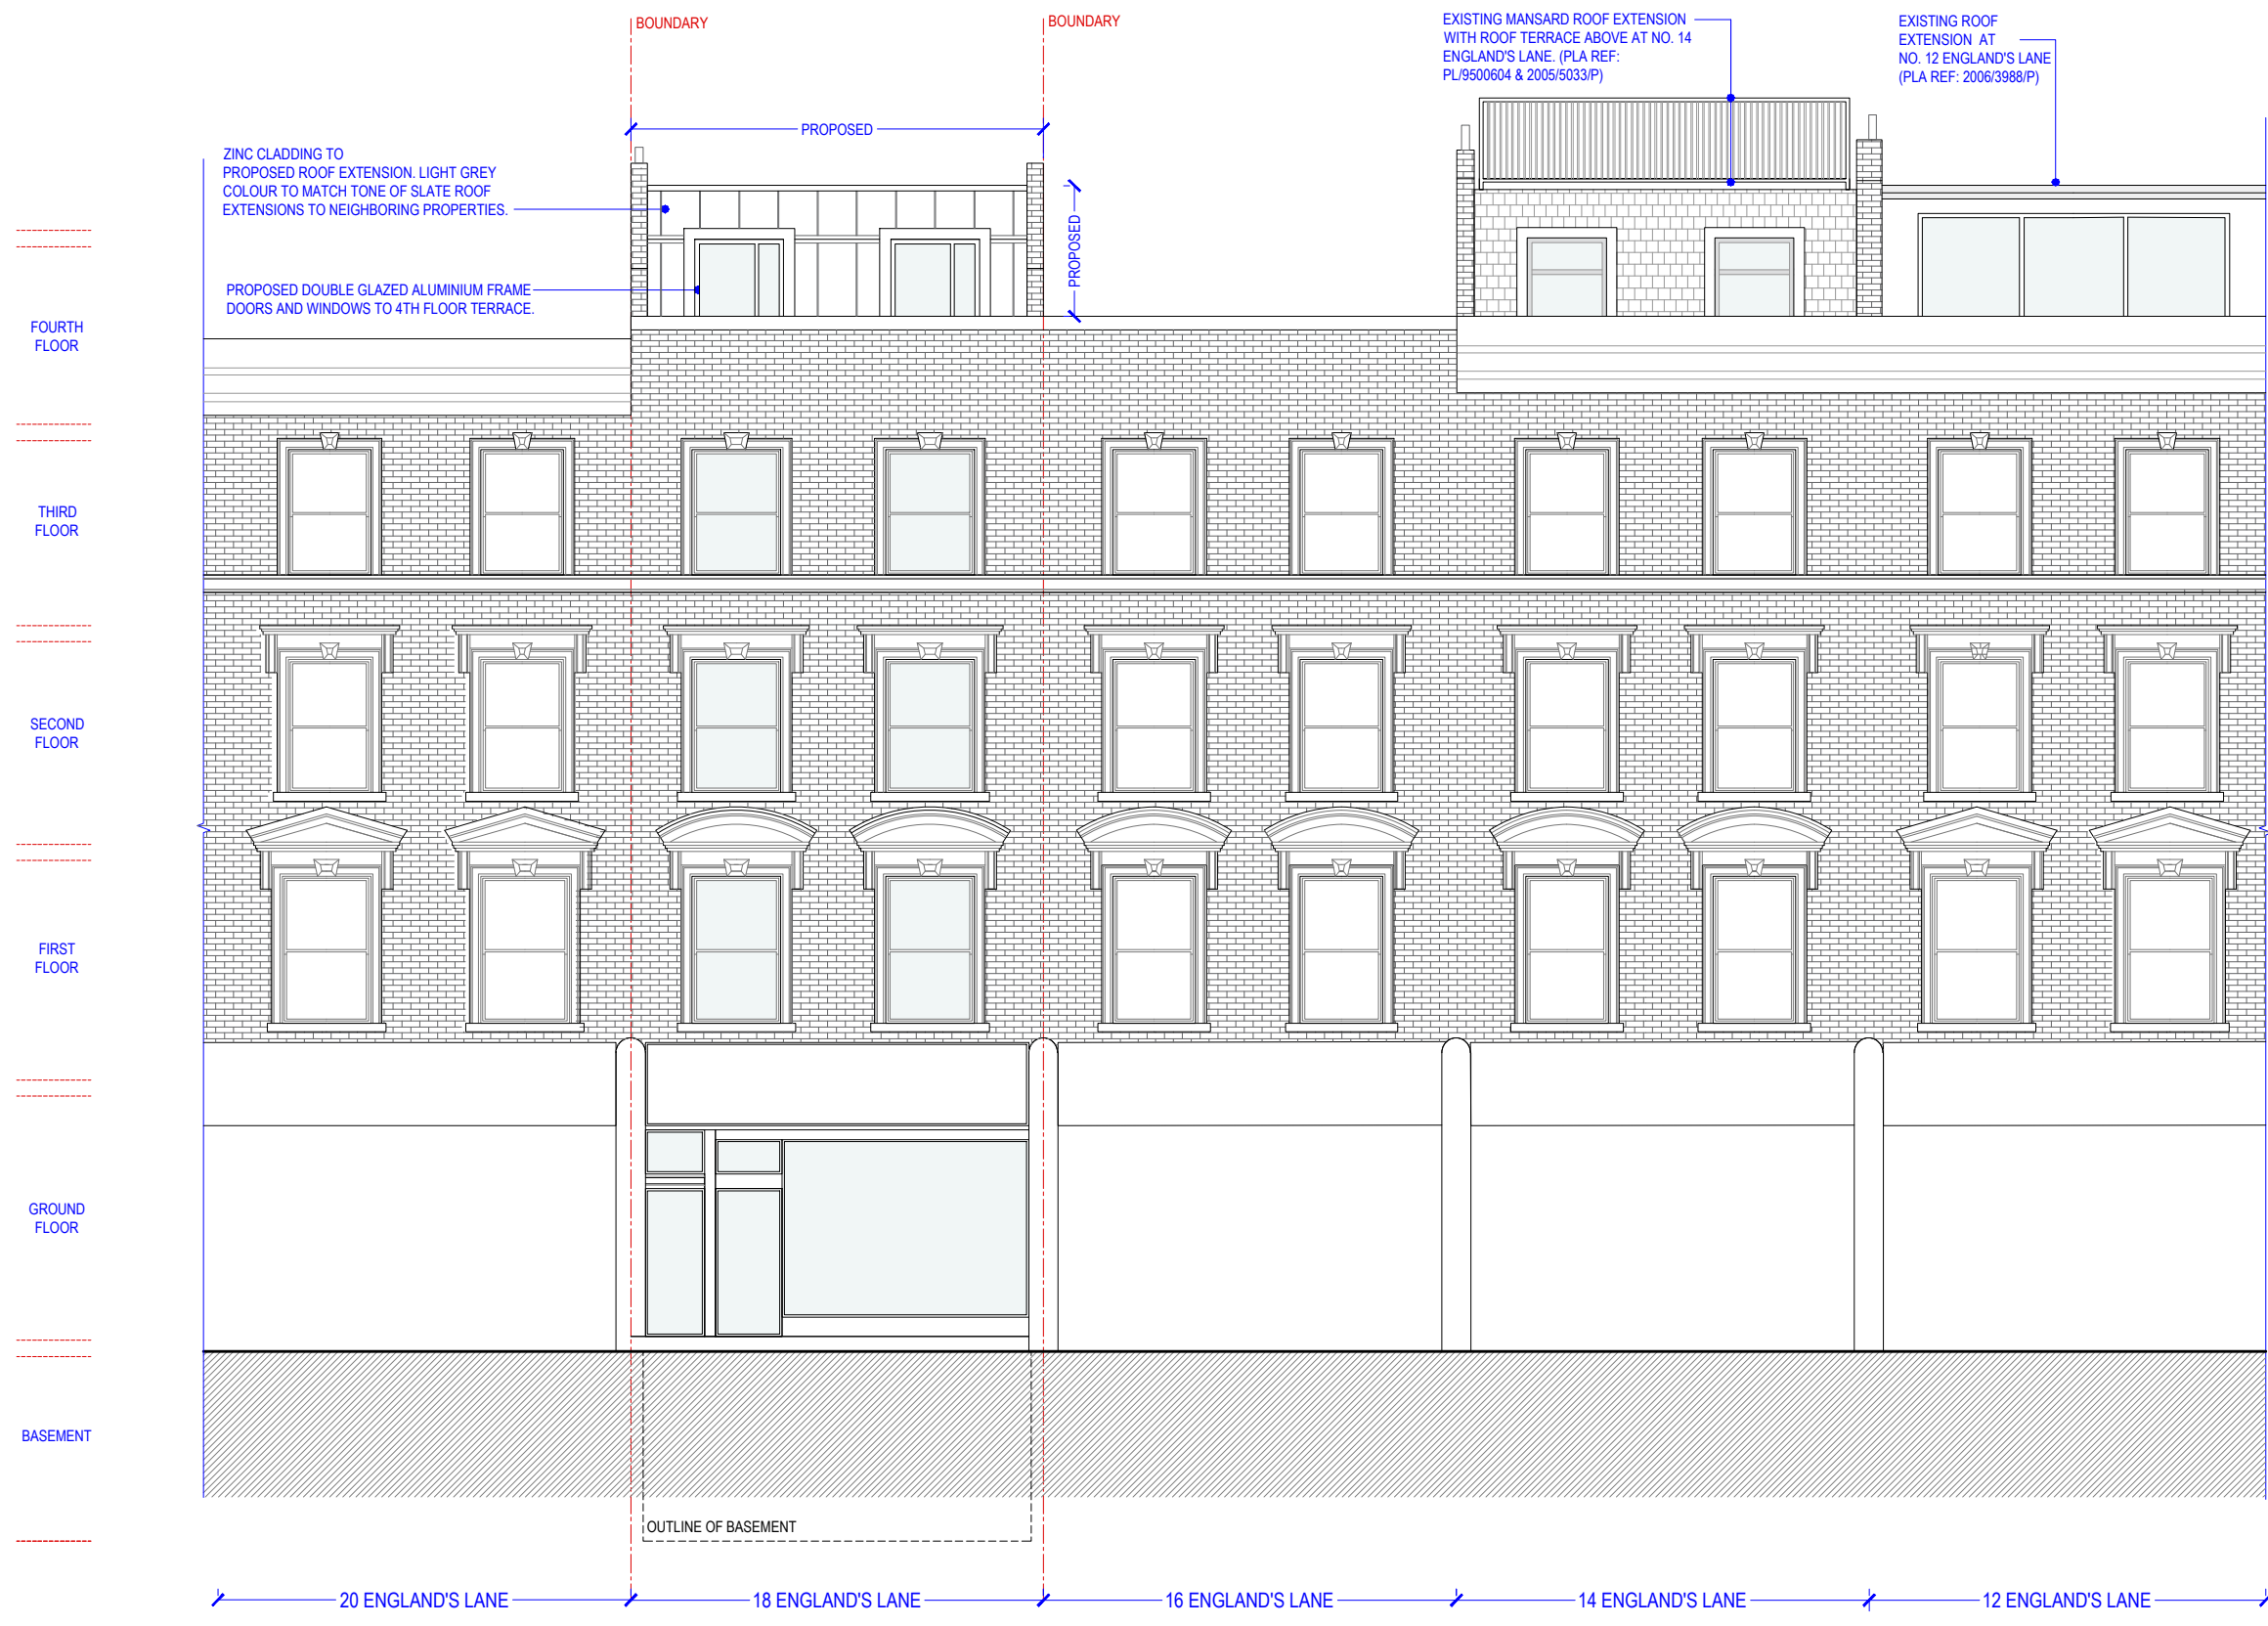 BOUNDARY
BOUNDARY
EXISTING MANSARD ROOF EXTENSION
WITH ROOF TERRACE ABOVE AT NO. 14
ENGLAND'S LANE. (PLA REF:
PL/9500604 & 2005/5033/P)
EXISTING ROOF
EXTENSION AT
NO. 12 ENGLAND'S LANE
(PLA REF: 2006/3988/P)
PROPOSED
ZINC CLADDING TO
PROPOSED ROOF EXTENSION. LIGHT GREY
COLOUR TO MATCH TONE OF SLATE ROOF
EXTENSIONS TO NEIGHBORING PROPERTIES.
PROPOSED
PROPOSED DOUBLE GLAZED ALUMINIUM FRAME
DOORS AND WINDOWS TO 4TH FLOOR TERRACE.
FOURTH
FLOOR
THIRD
FLOOR
SECOND
FLOOR
FIRST
FLOOR
GROUND
FLOOR
BASEMENT
OUTLINE OF BASEMENT
20 ENGLAND'S LANE
18 ENGLAND'S LANE
16 ENGLAND'S LANE
14 ENGLAND'S LANE
12 ENGLAND'S LANE